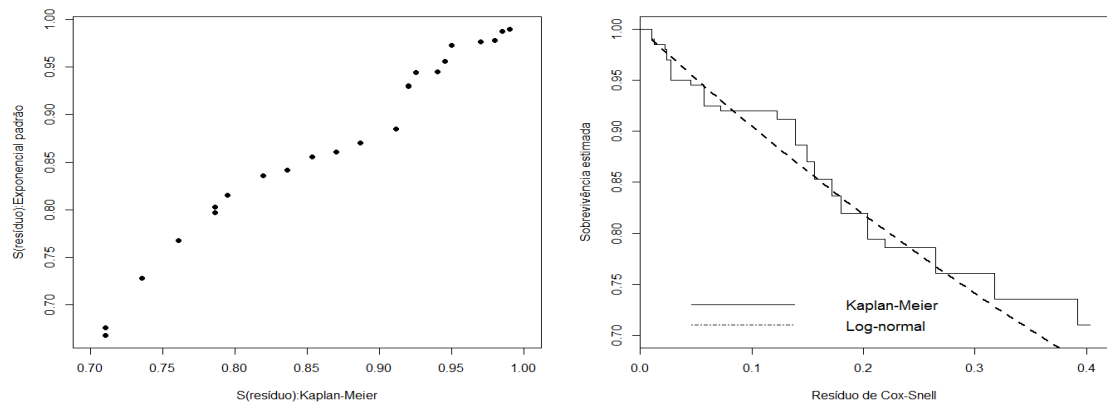 S(resíduo):Exponencial padrão
1.00
0.95
0.90
0.85
0.80
0.75
0.70
0.70 0.75 0.80 0.85 0.90 0.95 1.00
S(resíduo):Kaplan-Meier
Sobrevivência estimada
1.00
0.95
0.90
0.85
0.80
0.75
0.70
Kaplan-Meier
Log-normal
0.0 0.1 0.2 0.3 0.4
Resíduo de Cox-Snell